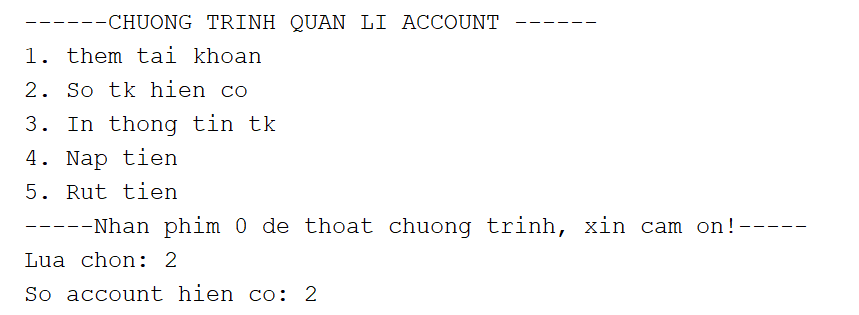 ------CHUONG TRINH QUAN LI ACCOUNT ------
1. them tai khoan
2. So tk hien co
3. In thong tin tk
4. Nap tien
5. Rut tien
-----Nhan phim 0 de thoat chuong trinh, xin cam on!-----
Lua chon: 2
So account hien co: 2